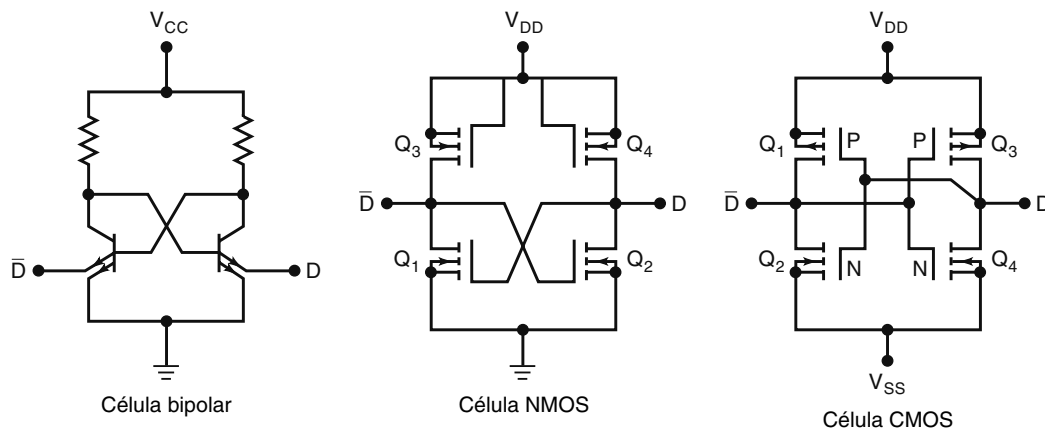 V_CC
D̅
D
Célula bipolar
V_DD
Q_3
Q_4
D̅
D
Q_1
Q_2
Célula NMOS
V_DD
Q_1
P
P
Q_3
D̅
D
Q_2
N
N
Q_4
V_SS
Célula CMOS